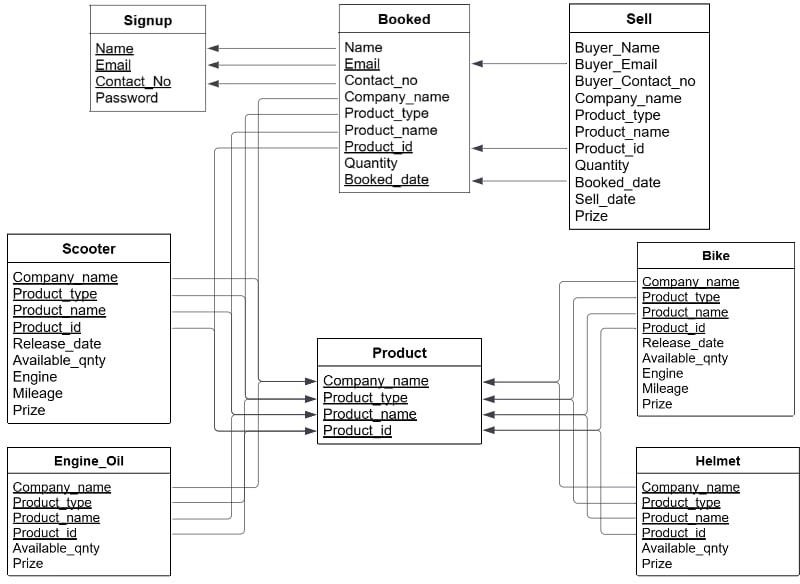 Signup
Name
Email
Contact_No
Password
Booked
Name
Email
Contact_no
Company_name
Product_type
Product_name
Product_id
Quantity
Booked_date
Sell
Buyer_Name
Buyer_Email
Buyer_Contact_no
Company_name
Product_type
Product_name
Product_id
Quantity
Booked_date
Sell_date
Prize
Scooter
Company_name
Product_type
Product_name
Product_id
Release_date
Available_qnty
Engine
Mileage
Prize
Product
Company_name
Product_type
Product_name
Product_id
Bike
Company_name
Product_type
Product_name
Product_id
Release_date
Available_qnty
Engine
Mileage
Prize
Engine_Oil
Company_name
Product_type
Product_name
Product_id
Available_qnty
Prize
Helmet
Company_name
Product_type
Product_name
Product_id
Available_qnty
Prize